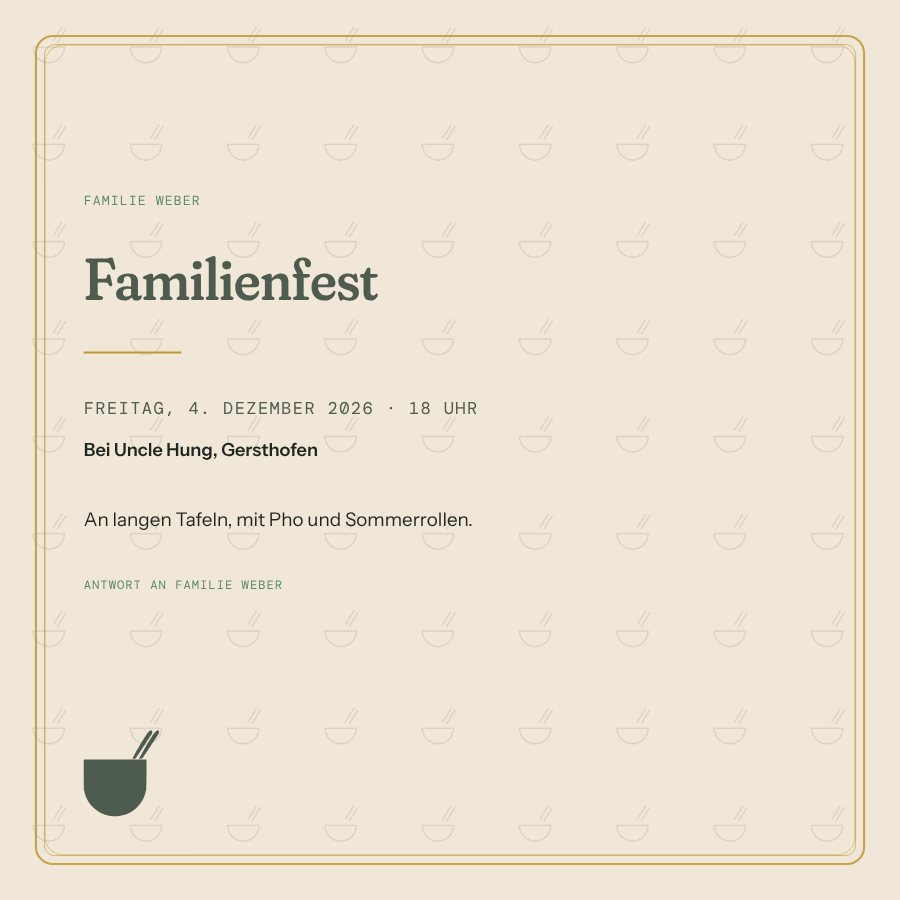 FAMILIE WEBER
Familienfest
FREITAG, 4. DEZEMBER 2026 · 18 UHR
Bei Uncle Hung, Gersthofen
An langen Tafeln, mit Pho und Sommerrollen.
ANTWORT AN FAMILIE WEBER